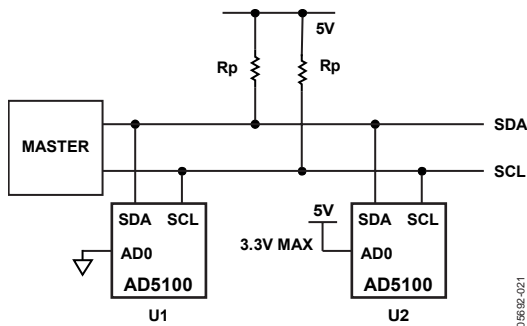 5V
Rp
Rp
MASTER
SDA
SCL
SDA SCL
AD0
AD5100
U1
5V
3.3V MAX
SDA SCL
AD0
AD5100
U2
05692-021